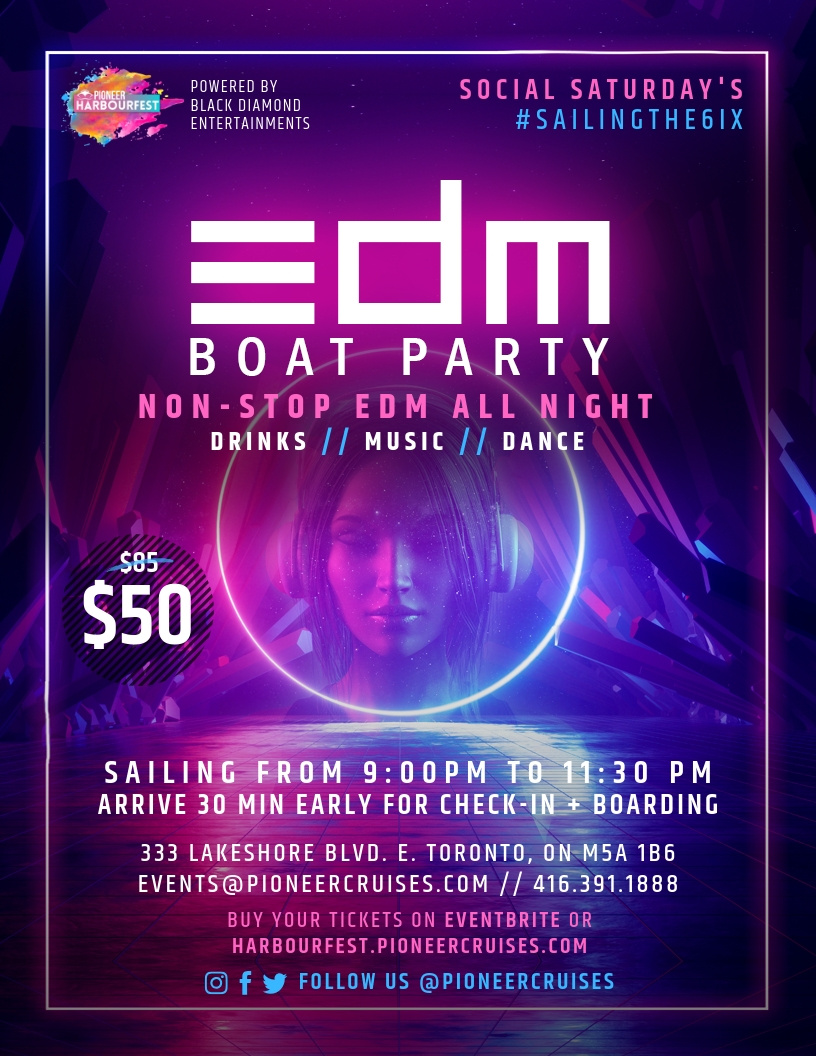 PIONEER
HARBOURFEST
POWERED BY
BLACK DIAMOND
ENTERTAINMENTS
SOCIAL SATURDAY'S
#SAILINGTHE6IX
edm
BOAT PARTY
NON-STOP EDM ALL NIGHT
DRINKS // MUSIC // DANCE
$85
$50
SAILING FROM 9:00PM TO 11:30 PM
ARRIVE 30 MIN EARLY FOR CHECK-IN + BOARDING
333 LAKESHORE BLVD. E. TORONTO, ON M5A 1B6
EVENTS@PIONEERCRUISES.COM // 416.391.1888
BUY YOUR TICKETS ON EVENTBRITE OR
HARBOURFEST.PIONEERCRUISES.COM
FOLLOW US @PIONEERCRUISES